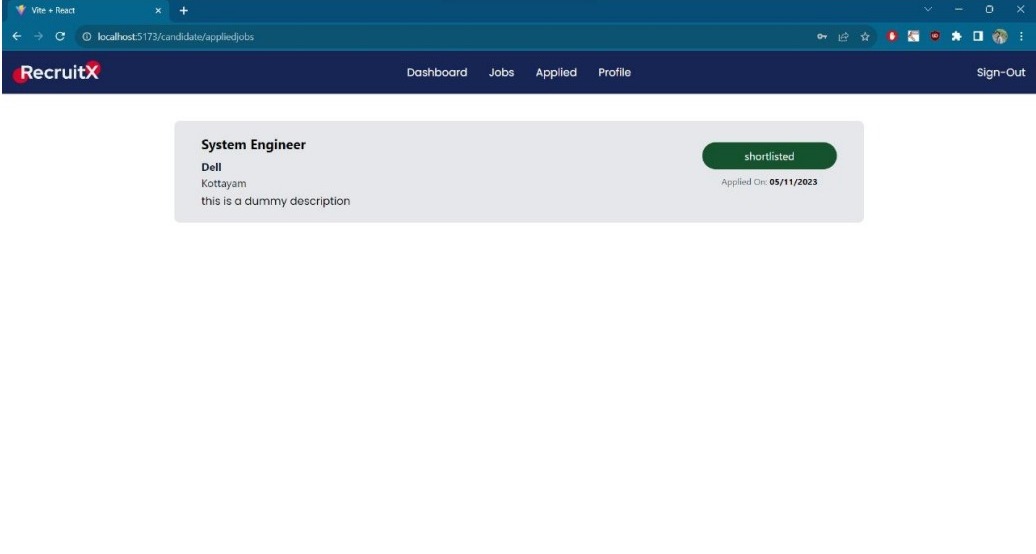 Vite + React
localhost:5173/candidate/appliedjobs
RecruitX
Dashboard Jobs Applied Profile
Sign-Out
System Engineer
Dell
Kottayam
this is a dummy description
shortlisted
Applied On: 05/11/2023